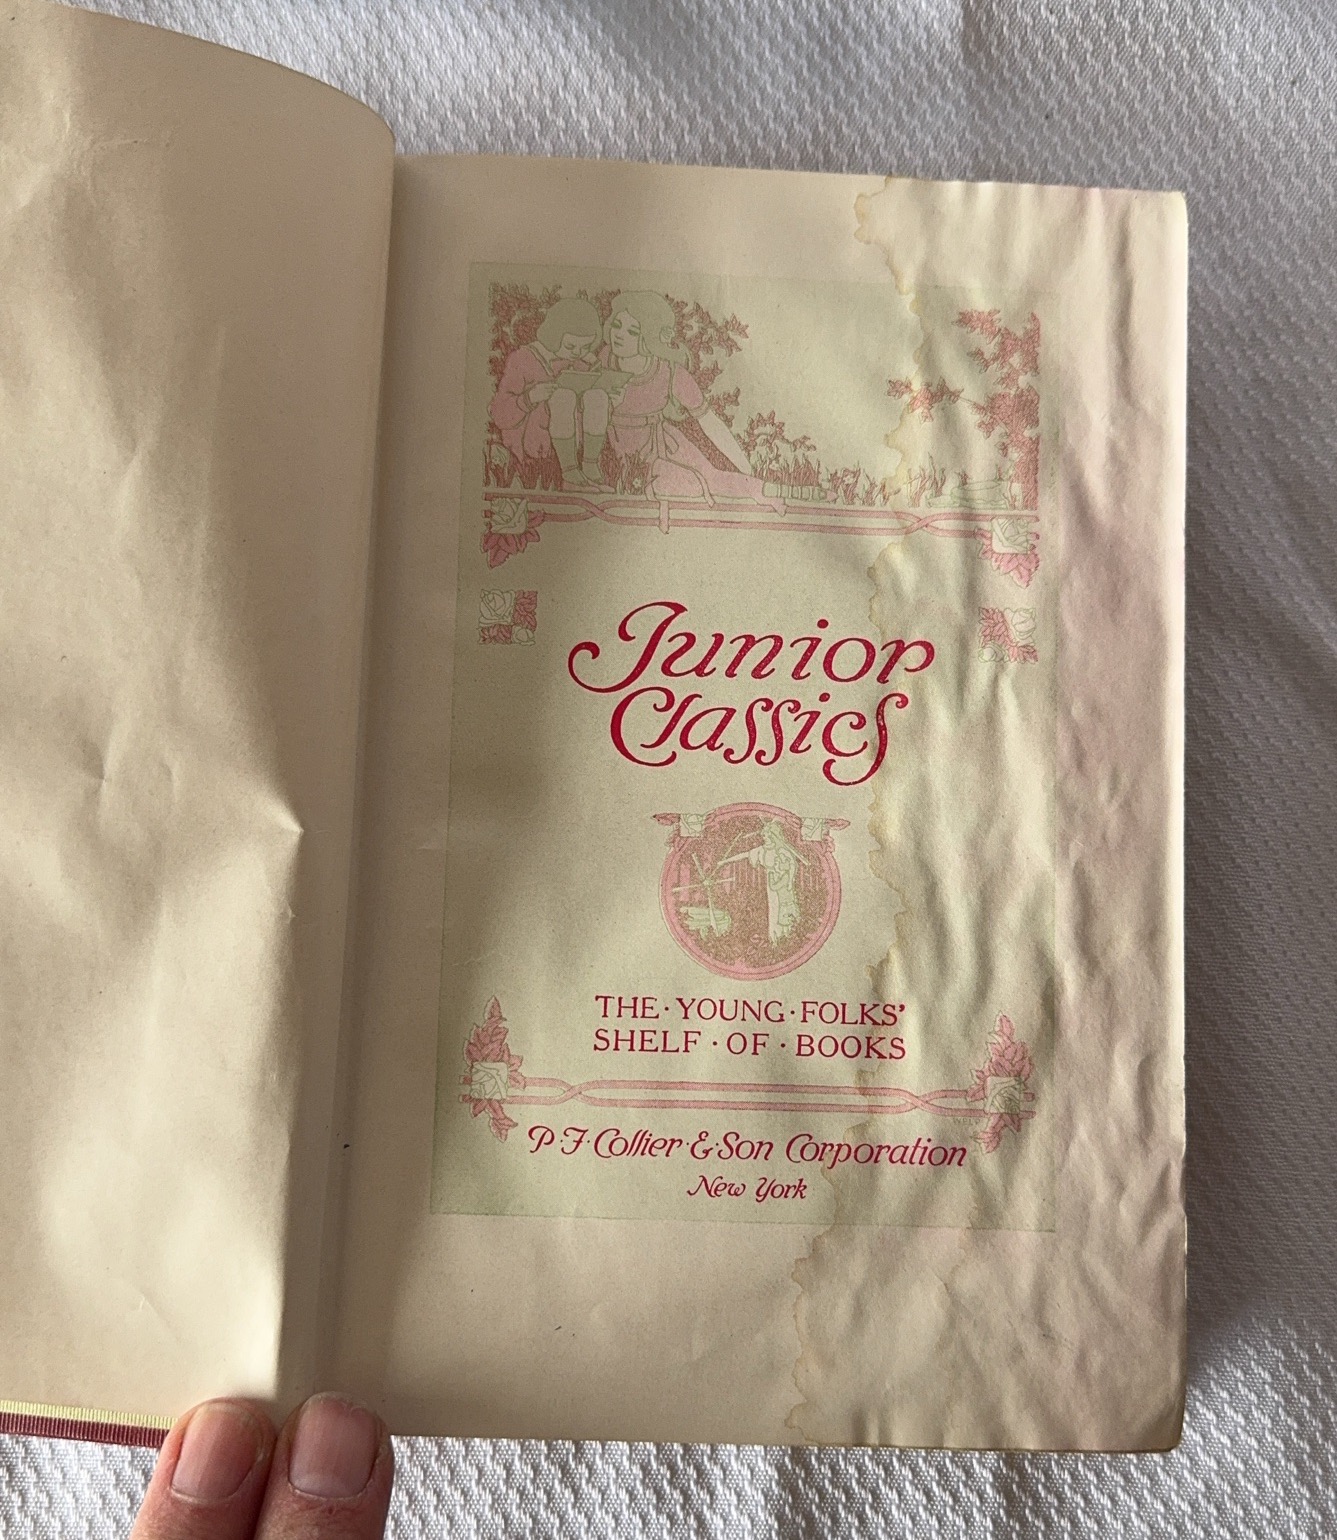 Junior
Classics
THE · YOUNG · FOLKS'
SHELF · OF · BOOKS
P · F · Collier · & · Son Corporation
New York